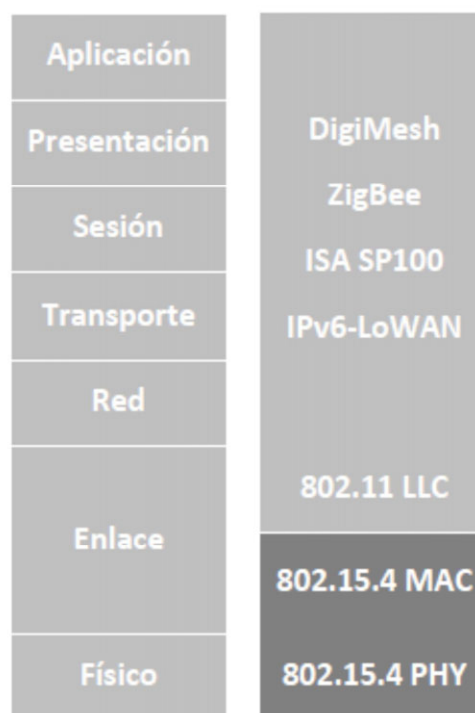 Aplicación
Presentación
Sesión
Transporte
Red
Enlace
Físico
DigiMesh
ZigBee
ISA SP100
IPv6-LoWAN
802.11 LLC
802.15.4 MAC
802.15.4 PHY